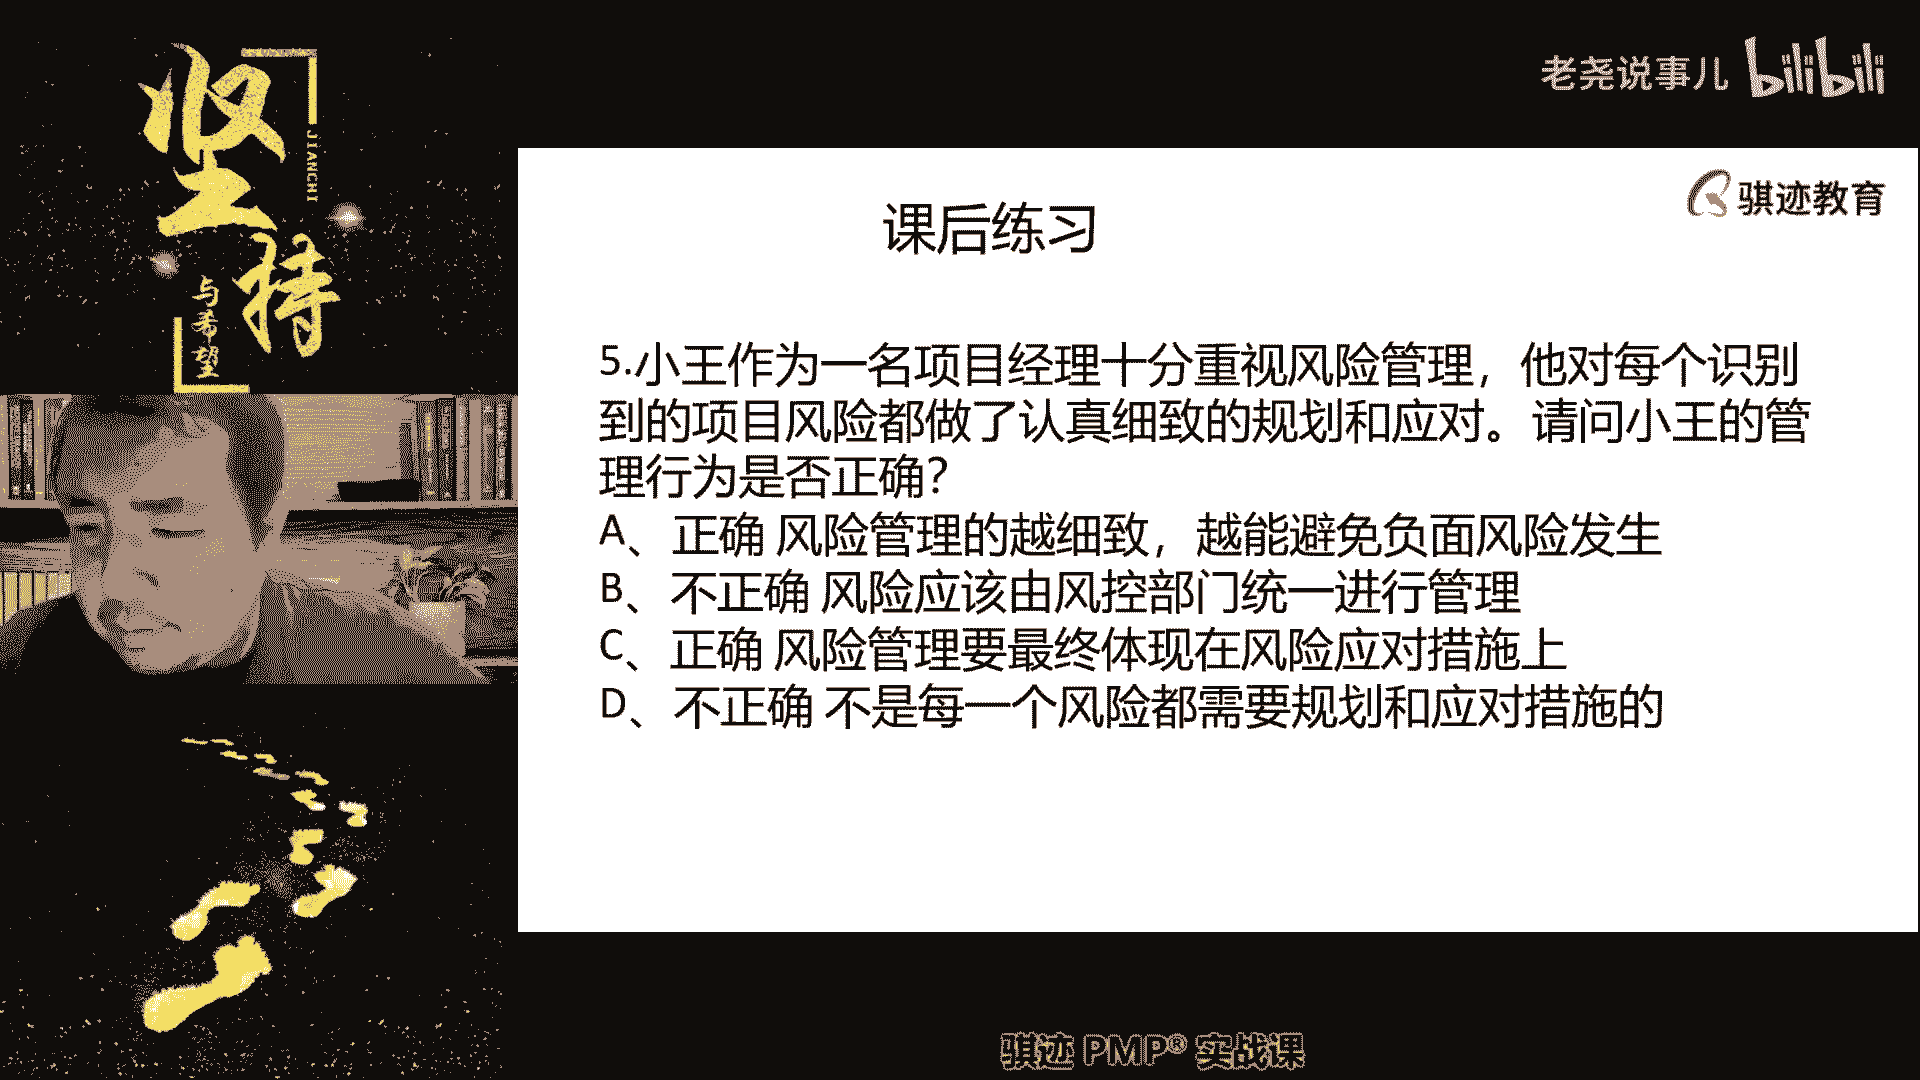 坚持
JIANCHI
与希望
老尧说事儿 bilibili
骐迹教育
课后练习
5.小王作为一名项目经理十分重视风险管理，他对每个识别
到的项目风险都做了认真细致的规划和应对。请问小王的管
理行为是否正确？
A、正确 风险管理的越细致，越能避免负面风险发生
B、不正确 风险应该由风控部门统一进行管理
C、正确 风险管理要最终体现在风险应对措施上
D、不正确 不是每一个风险都需要规划和应对措施的
骐迹 PMP® 实战课